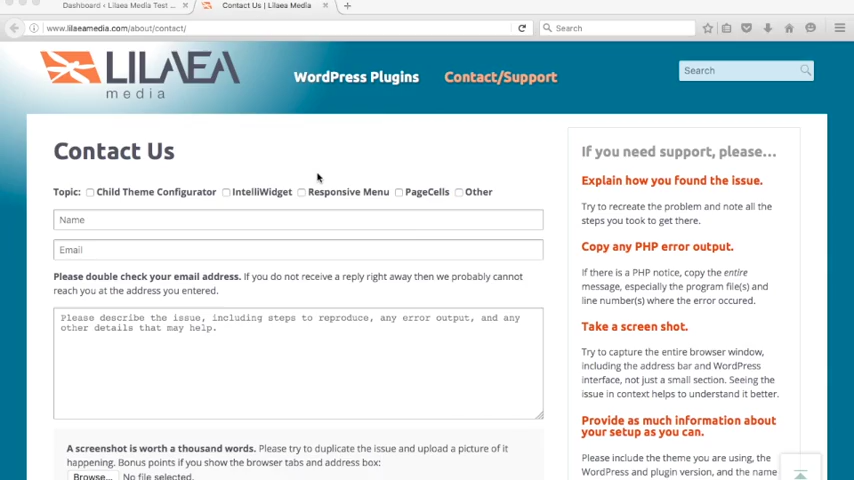 Dashboard ‹ Lilaea Media Test ...
Contact Us | Lilaea Media
www.lilaeamedia.com/about/contact/
Search
LILAEA
media
WordPress Plugins
Contact/Support
Search
Contact Us
Topic: Child Theme Configurator IntelliWidget Responsive Menu PageCells Other
Name
Email
Please double check your email address. If you do not receive a reply right away then we probably cannot
reach you at the address you entered.
Please describe the issue, including steps to reproduce, any error output, and any
other details that may help.
A screenshot is worth a thousand words. Please try to duplicate the issue and upload a picture of it
happening. Bonus points if you show the browser tabs and address box:
Browse... No file selected.
If you need support, please...
Explain how you found the issue.
Try to recreate the problem and note all the
steps you took to get there.
Copy any PHP error output.
If there is a PHP notice, copy the entire
message, especially the program file(s) and
line number(s) where the error occured.
Take a screen shot.
Try to capture the entire browser window,
including the address bar and WordPress
interface, not just a small section. Seeing the
issue in context helps to understand it better.
Provide as much information about
your setup as you can.
Please include the theme you are using, the
WordPress and plugin version, and the name